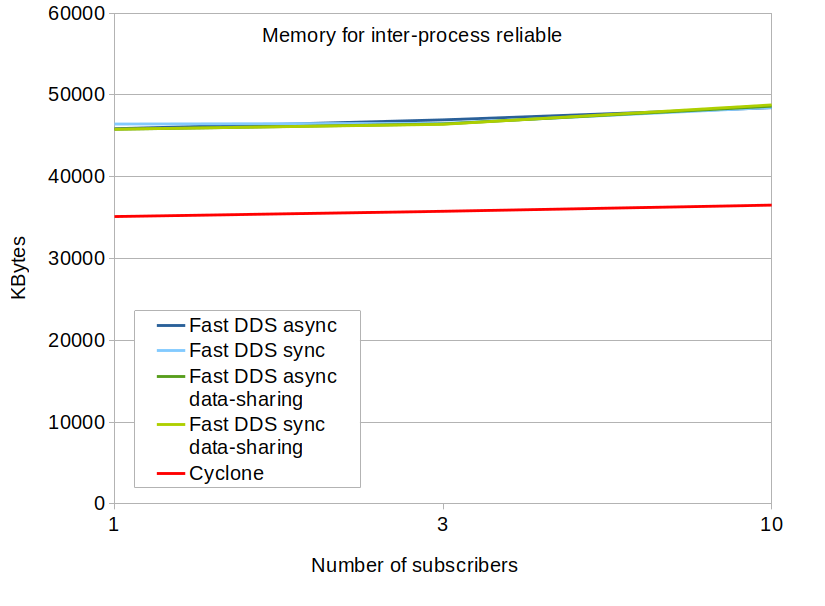 Memory for inter-process reliable
60000
50000
40000
30000
20000
10000
0
KBytes
Fast DDS async
Fast DDS sync
Fast DDS async
data-sharing
Fast DDS sync
data-sharing
Cyclone
1 3 10
Number of subscribers